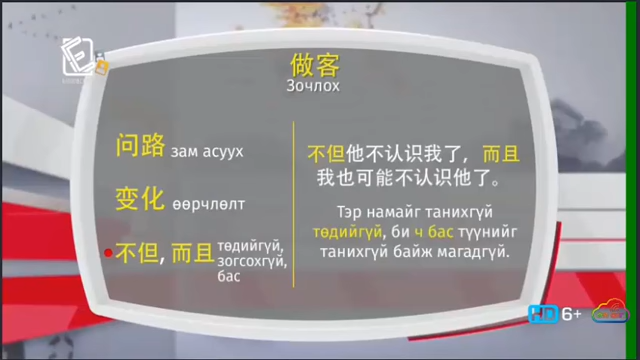 做客
Зочлох
问路 зам асуух
变化 өөрчлөлт
不但, 而且 төдийгүй,
зогсохгүй,
бас
不但他不认识我了，而且
我也可能不认识他了。
Тэр намайг танихгүй
төдийгүй, би ч бас түүнийг
танихгүй байж магадгүй.
HD 6+